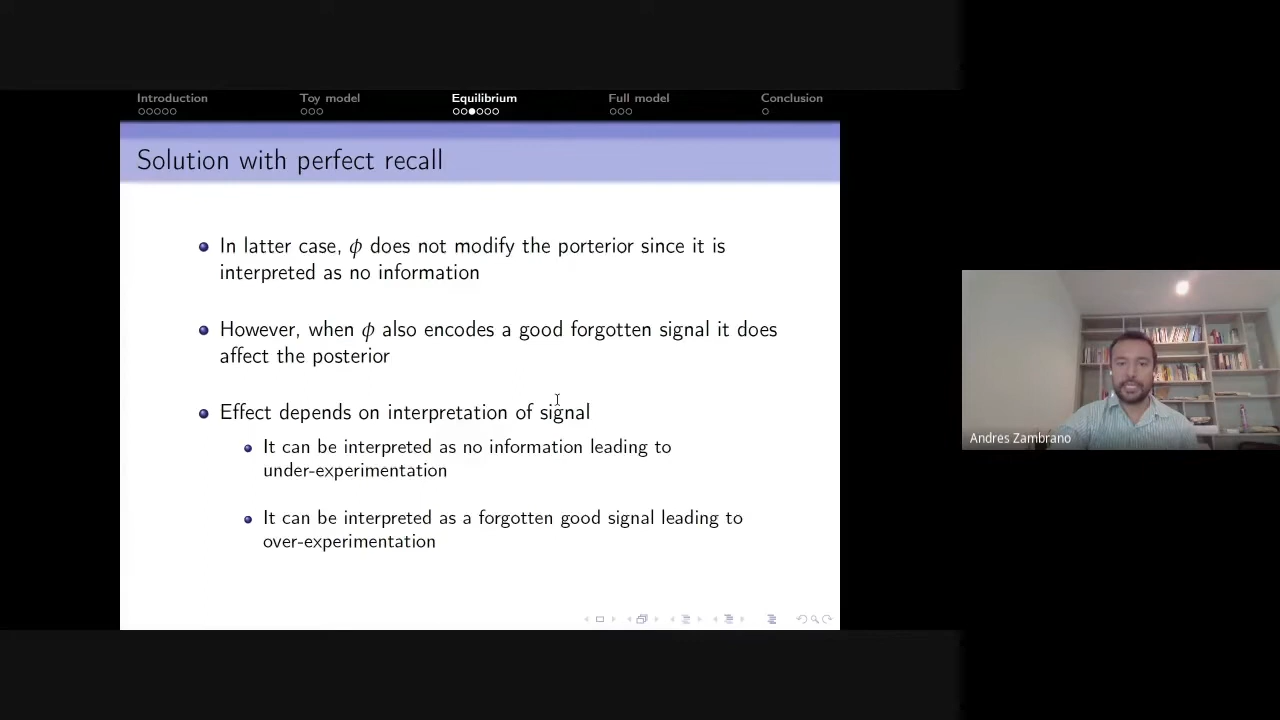 Introduction Toy model Equilibrium Full model Conclusion
Solution with perfect recall
In latter case, ϕ does not modify the porterior since it is
interpreted as no information
However, when ϕ also encodes a good forgotten signal it does
affect the posterior
Effect depends on interpretation of signal
It can be interpreted as no information leading to
under-experimentation
It can be interpreted as a forgotten good signal leading to
over-experimentation
Andres Zambrano